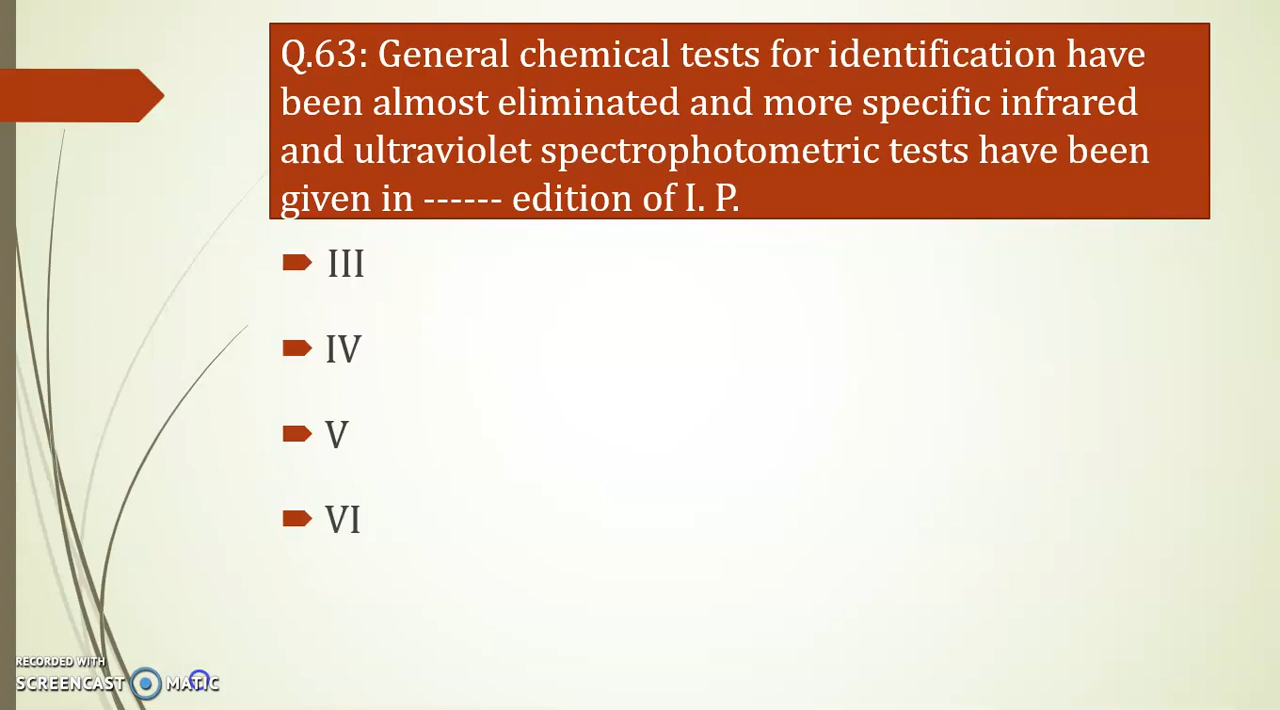 Q.63: General chemical tests for identification have
been almost eliminated and more specific infrared
and ultraviolet spectrophotometric tests have been
given in ------ edition of I. P.
III
IV
V
VI
RECORDED WITH
SCREENCAST MATIC